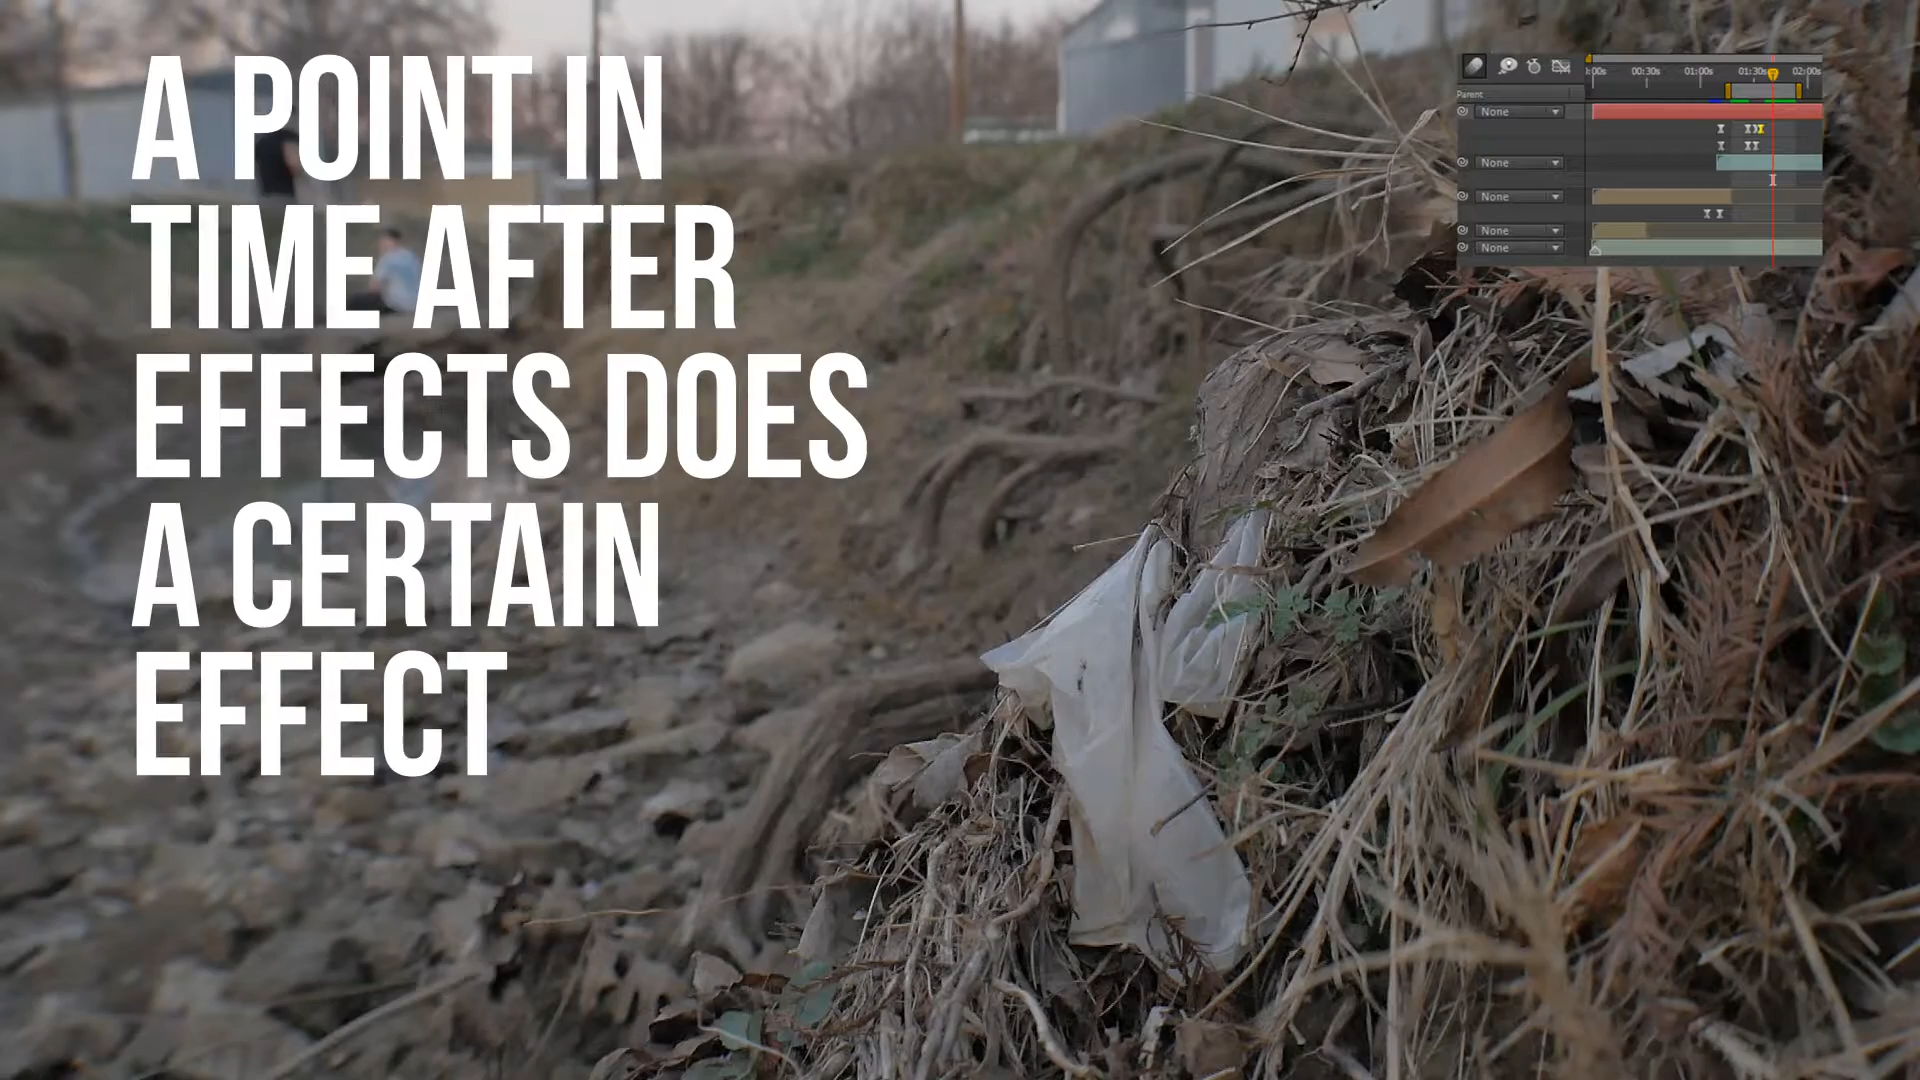 A POINT IN
TIME AFTER
EFFECTS DOES
A CERTAIN
EFFECT
):00s 00:30s 01:00s 01:30s 02:00s
Parent
None
None
None
None
None